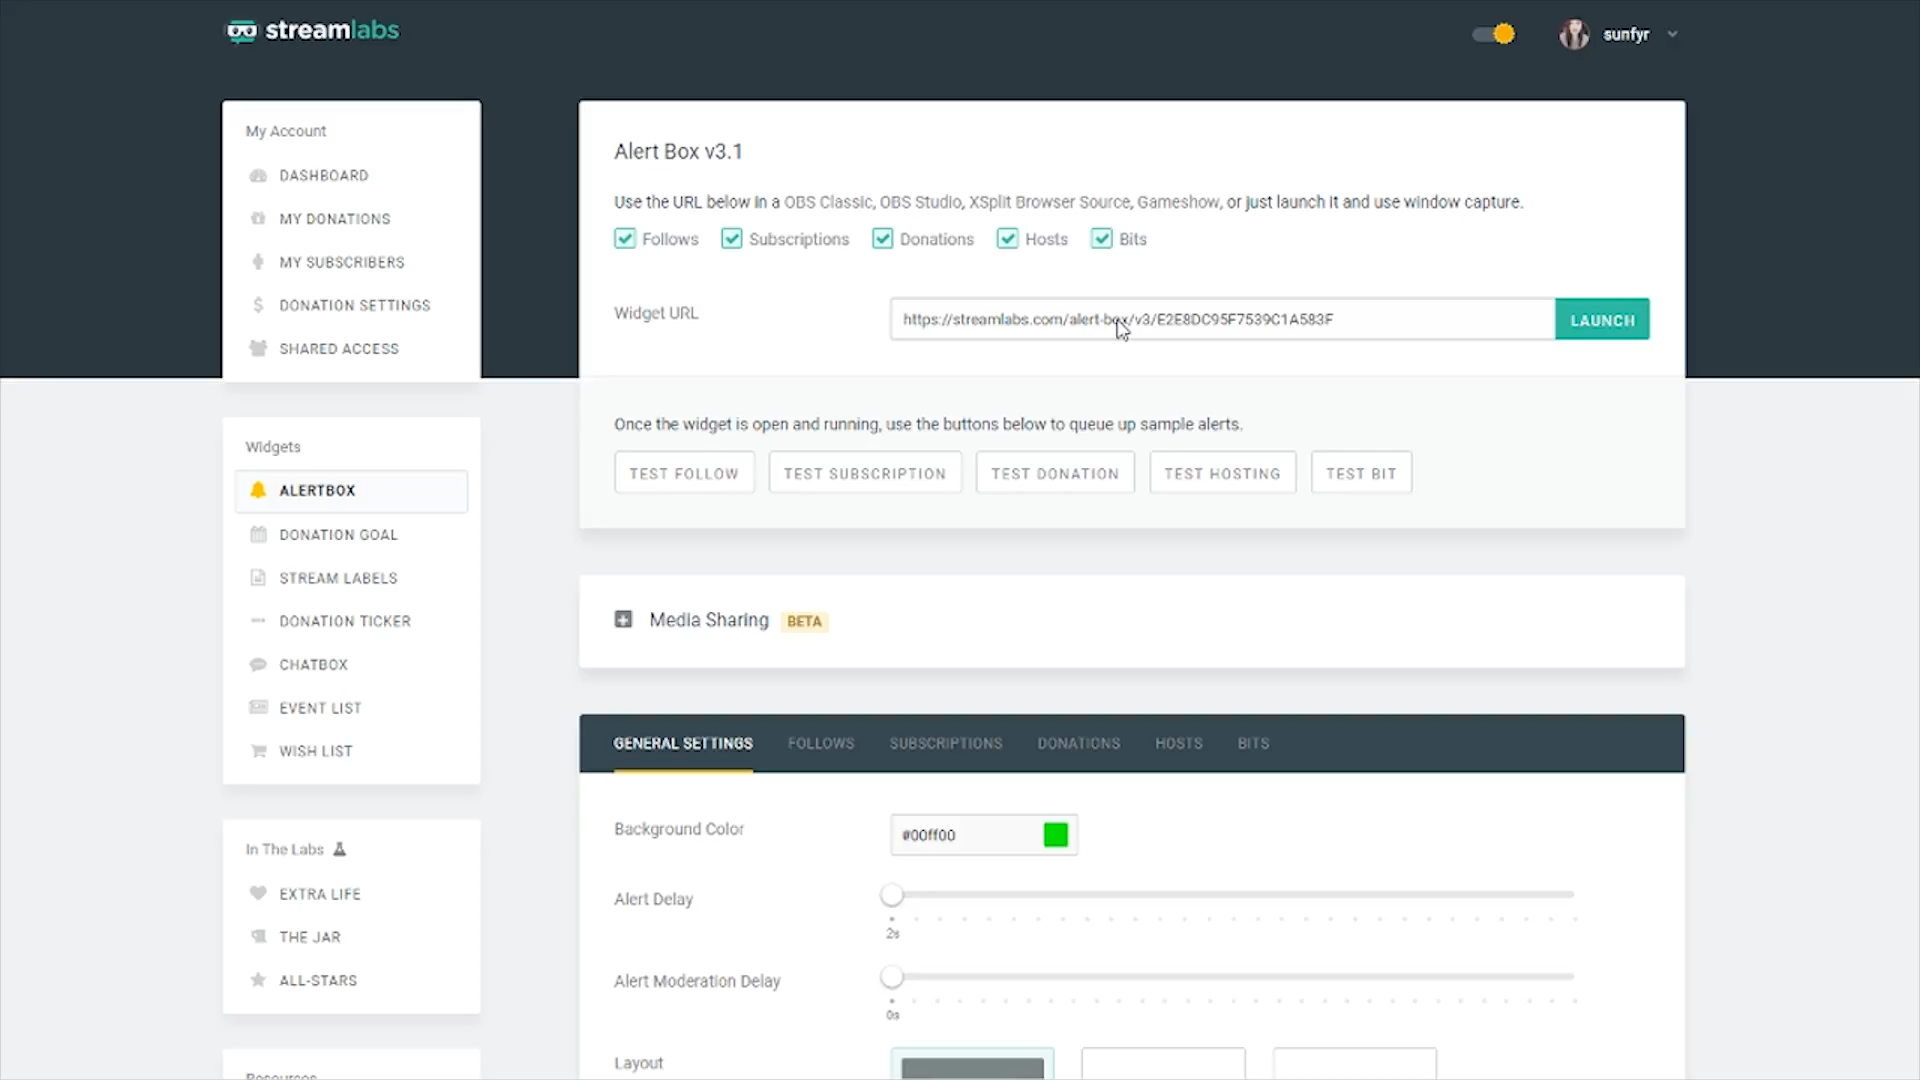 streamlabs
sunfyr
My Account
DASHBOARD
MY DONATIONS
MY SUBSCRIBERS
DONATION SETTINGS
SHARED ACCESS
Widgets
ALERTBOX
DONATION GOAL
STREAM LABELS
DONATION TICKER
CHATBOX
EVENT LIST
WISH LIST
In The Labs
EXTRA LIFE
THE JAR
ALL-STARS
Resources
Alert Box v3.1
Use the URL below in a OBS Classic, OBS Studio, XSplit Browser Source, Gameshow, or just launch it and use window capture.
Follows Subscriptions Donations Hosts Bits
Widget URL
https://streamlabs.com/alert-box/v3/E2E8DC95F7539C1A583F
LAUNCH
Once the widget is open and running, use the buttons below to queue up sample alerts.
TEST FOLLOW TEST SUBSCRIPTION TEST DONATION TEST HOSTING TEST BIT
Media Sharing BETA
GENERAL SETTINGS FOLLOWS SUBSCRIPTIONS DONATIONS HOSTS BITS
Background Color
#00ff00
Alert Delay
2s
Alert Moderation Delay
0s
Layout